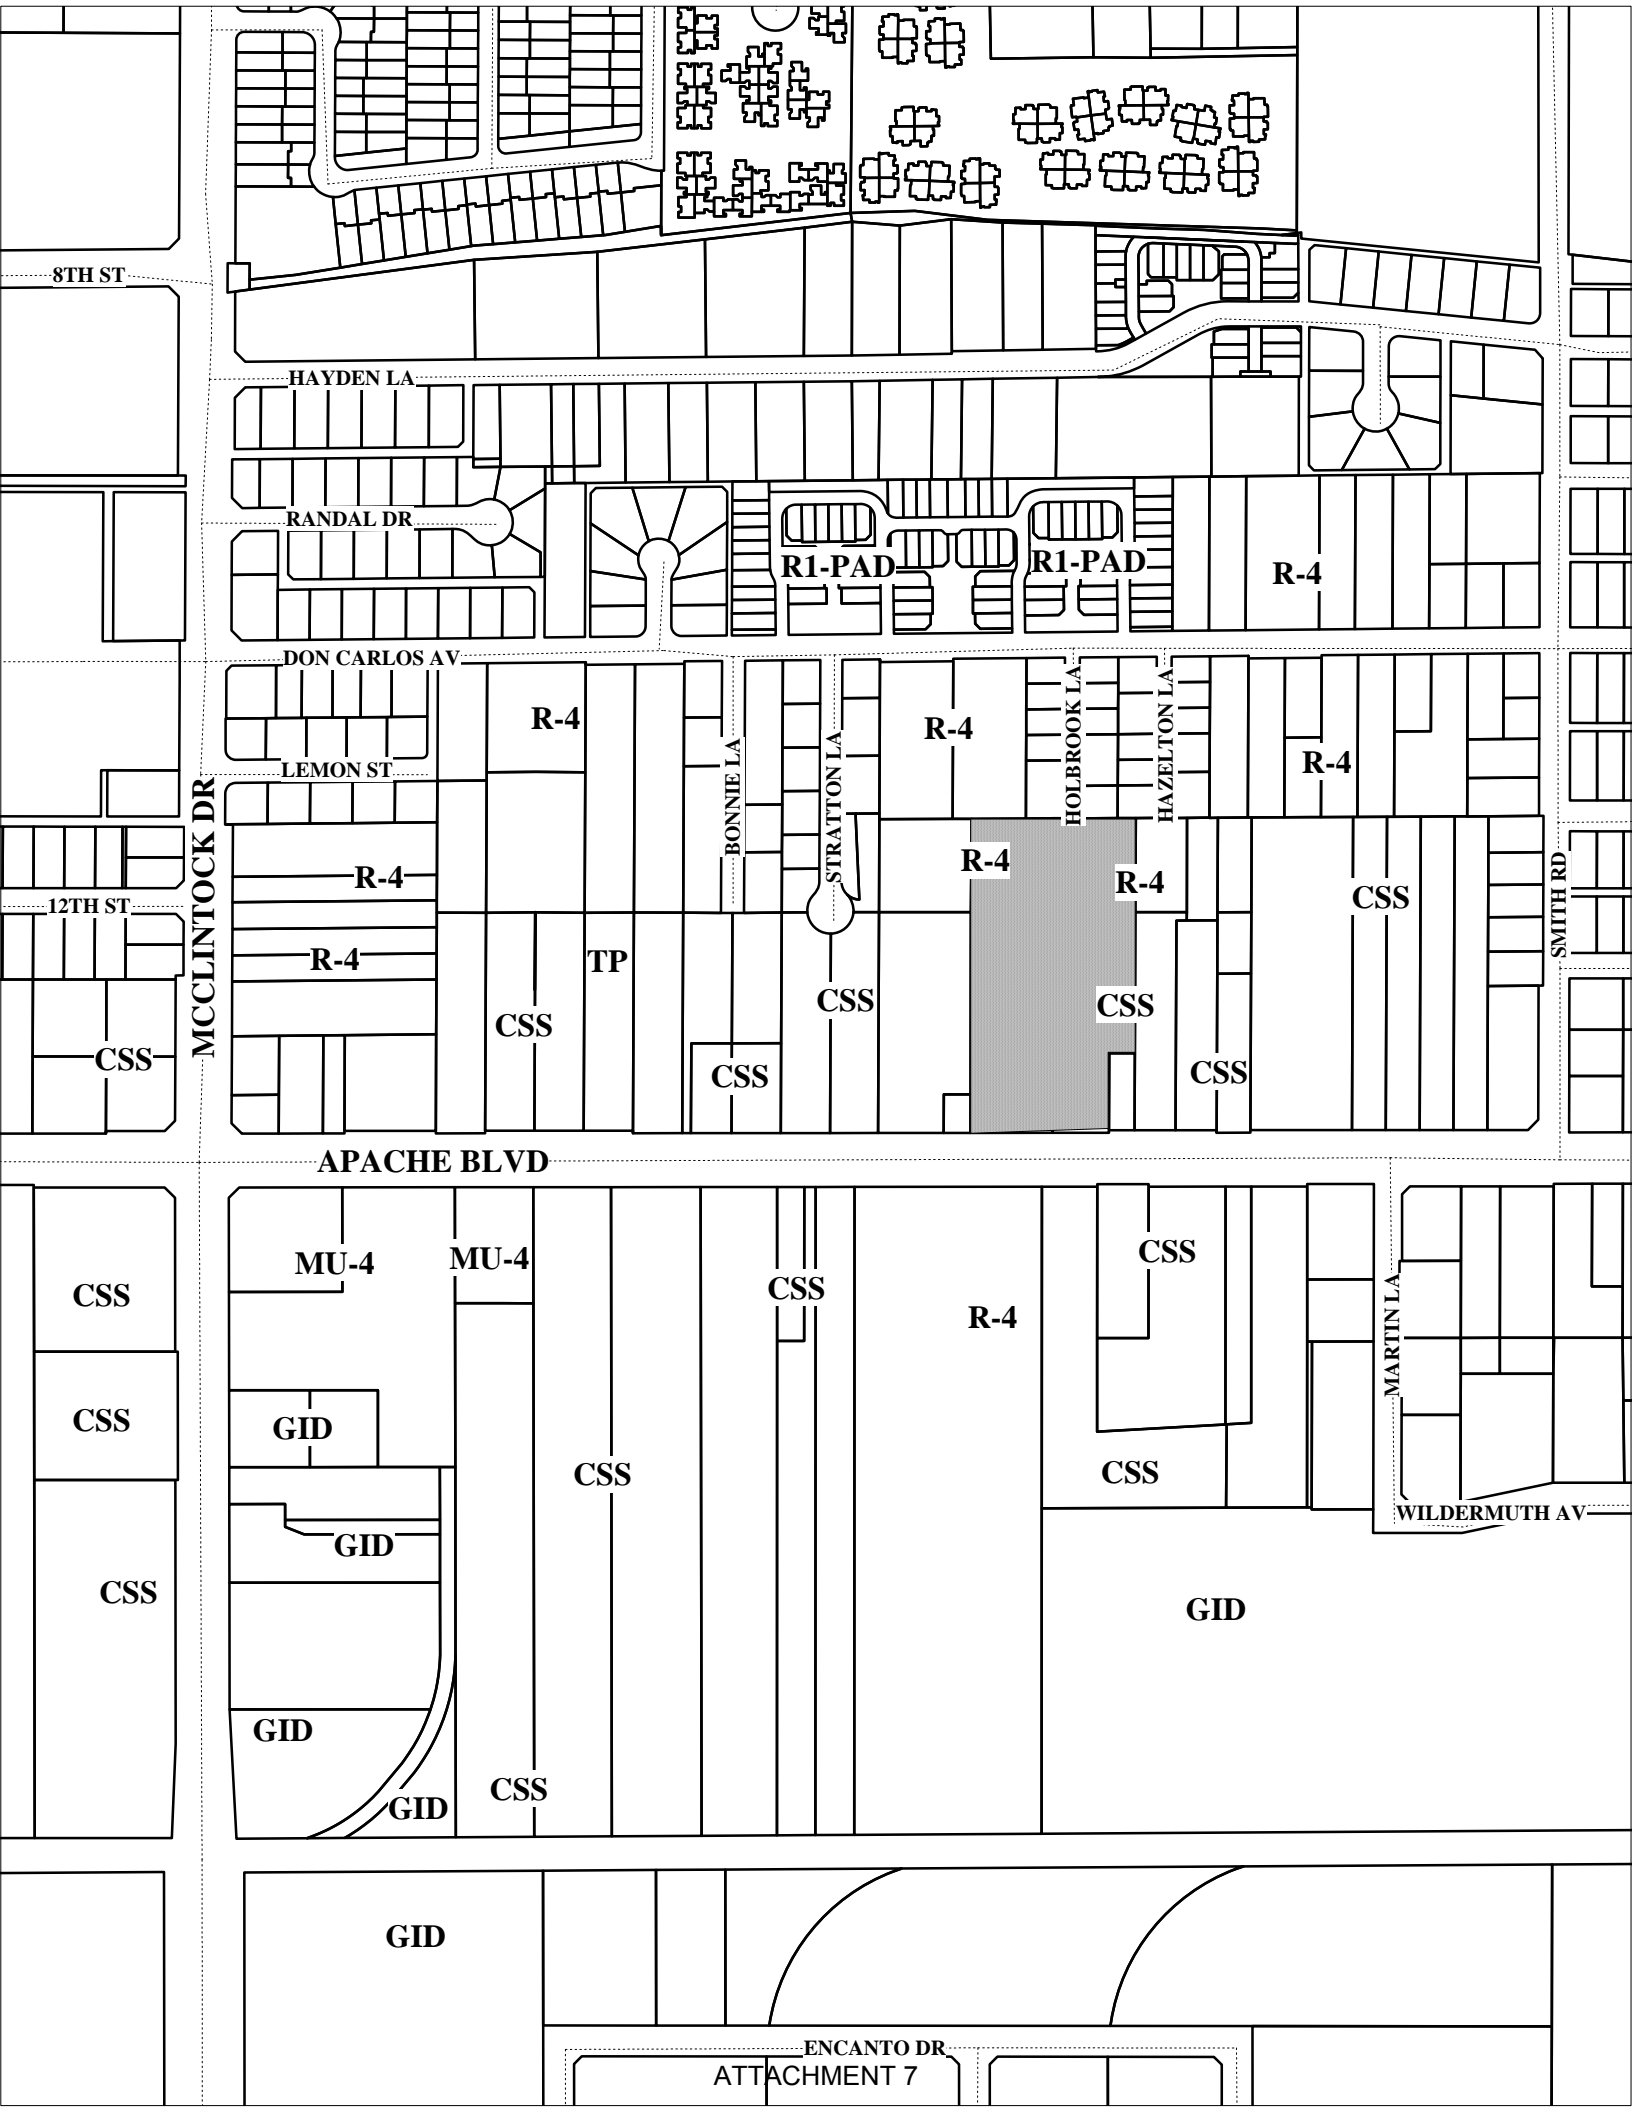 8TH ST
HAYDEN LA
RANDAL DR
R1-PAD
R1-PAD
R-4
DON CARLOS AV
R-4
R-4
HOLBROOK LA
HAZELTON LA
R-4
LEMON ST
BONNIE LA
STRATTON LA
MCCLINTOCK DR
R-4
R-4
R-4
CSS
SMITH RD
12TH ST
R-4
TP
CSS
CSS
CSS
CSS
CSS
CSS
CSS
APACHE BLVD
MU-4
MU-4
CSS
CSS
CSS
R-4
MARTIN LA
CSS
GID
CSS
CSS
WILDERMUTH AV
GID
CSS
GID
GID
CSS
GID
GID
ENCANTO DR
ATTACHMENT 7